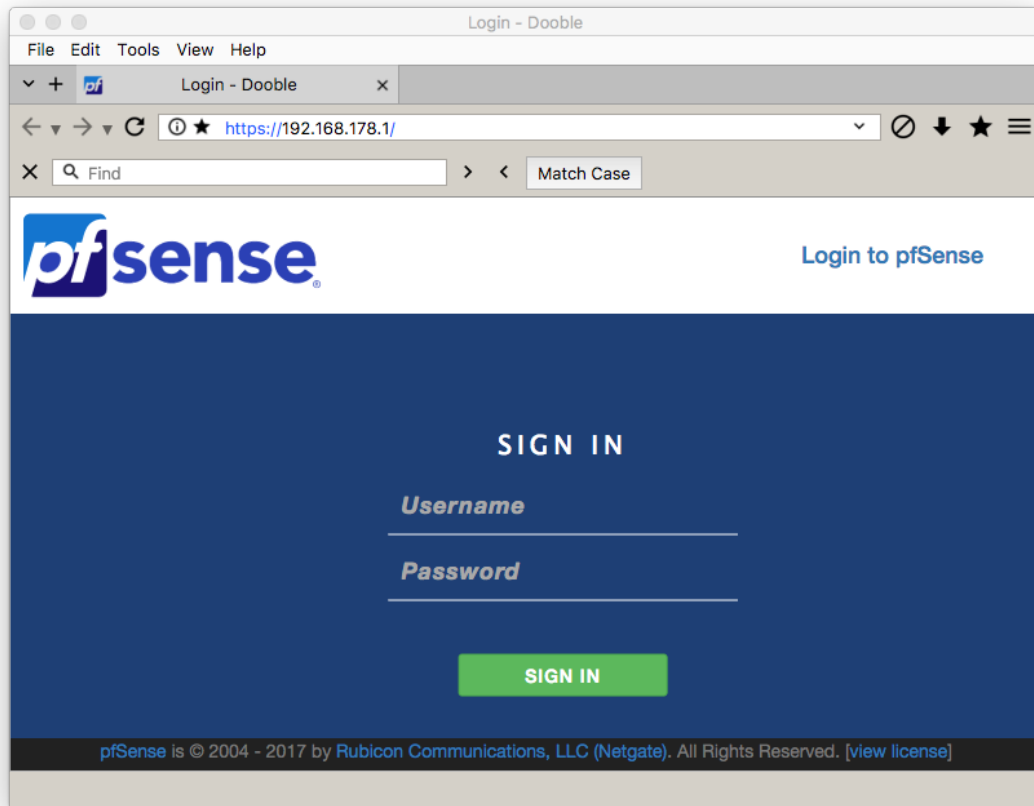 Login - Dooble
File Edit Tools View Help
pf Login - Dooble
https://192.168.178.1/
Find Match Case
pfsense®
Login to pfSense
SIGN IN
Username
Password
SIGN IN
pfSense is © 2004 - 2017 by Rubicon Communications, LLC (Netgate). All Rights Reserved. [view license]